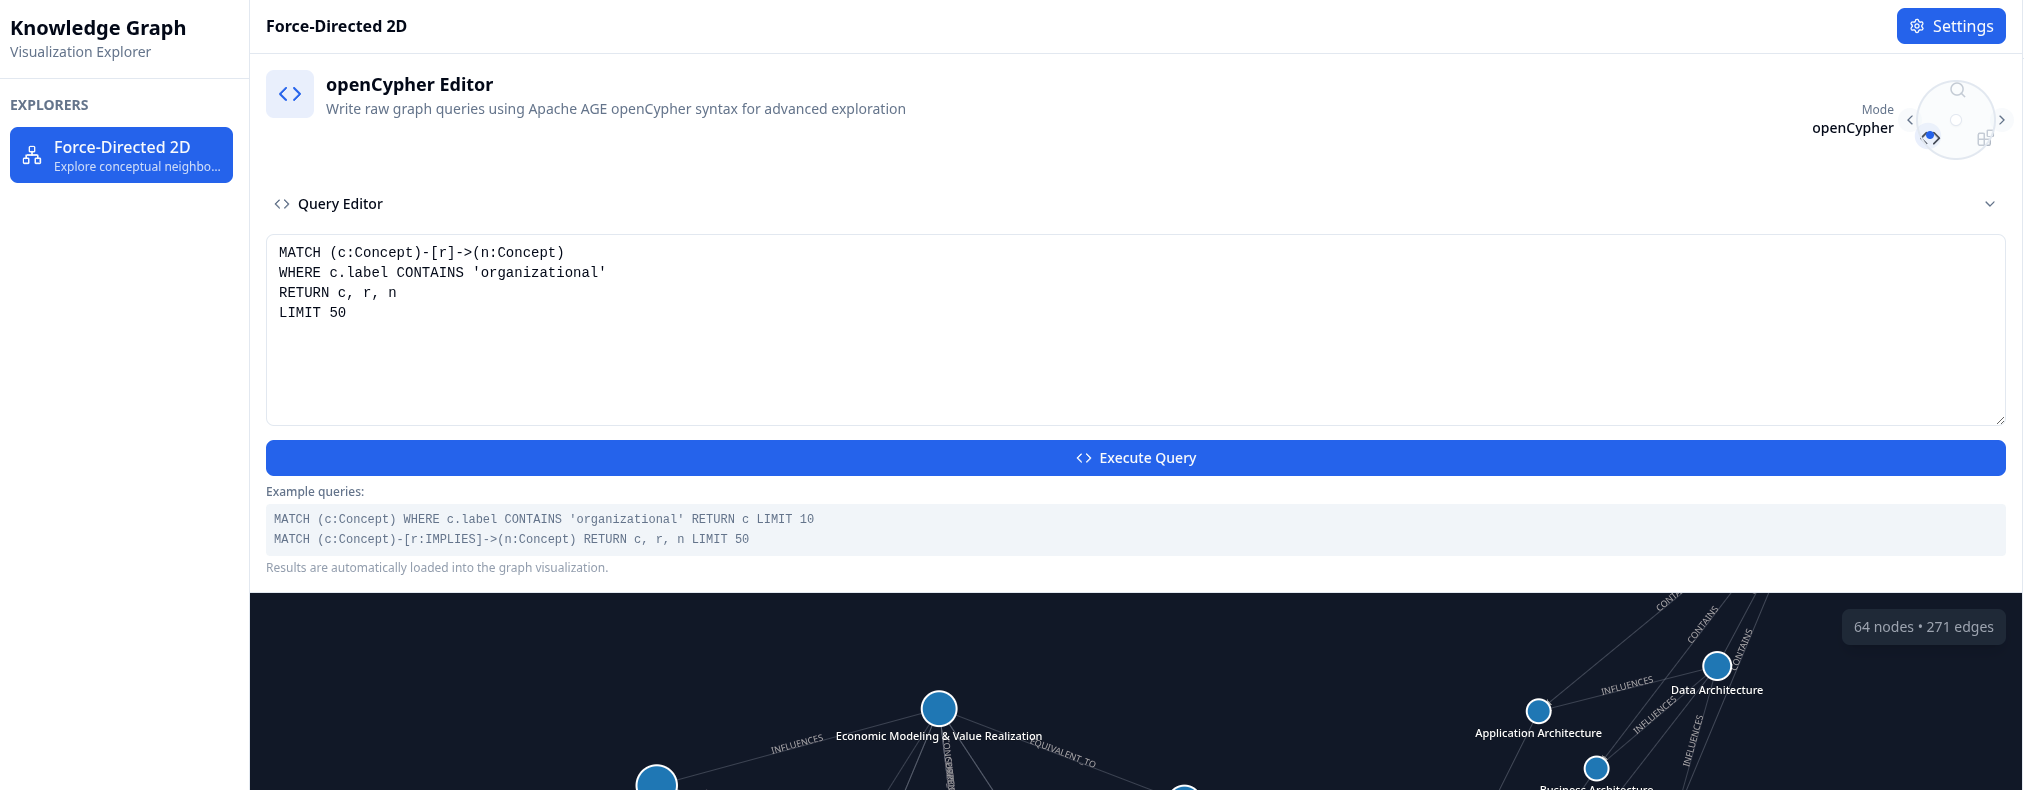 Knowledge Graph
Visualization Explorer
EXPLORERS
Force-Directed 2D
Explore conceptual neighbo...
Force-Directed 2D
Settings
openCypher Editor
Write raw graph queries using Apache AGE openCypher syntax for advanced exploration
Mode
openCypher
Query Editor
MATCH (c:Concept)-[r]->(n:Concept)
WHERE c.label CONTAINS 'organizational'
RETURN c, r, n
LIMIT 50
Execute Query
Example queries:
MATCH (c:Concept) WHERE c.label CONTAINS 'organizational' RETURN c LIMIT 10
MATCH (c:Concept)-[r:IMPLIES]->(n:Concept) RETURN c, r, n LIMIT 50
Results are automatically loaded into the graph visualization.
64 nodes • 271 edges
CONTAINS
CONTAINS
INFLUENCES
Data Architecture
INFLUENCES
Application Architecture
INFLUENCES
Economic Modeling & Value Realization
INFLUENCES
EQUIVALENT_TO
Business Architecture